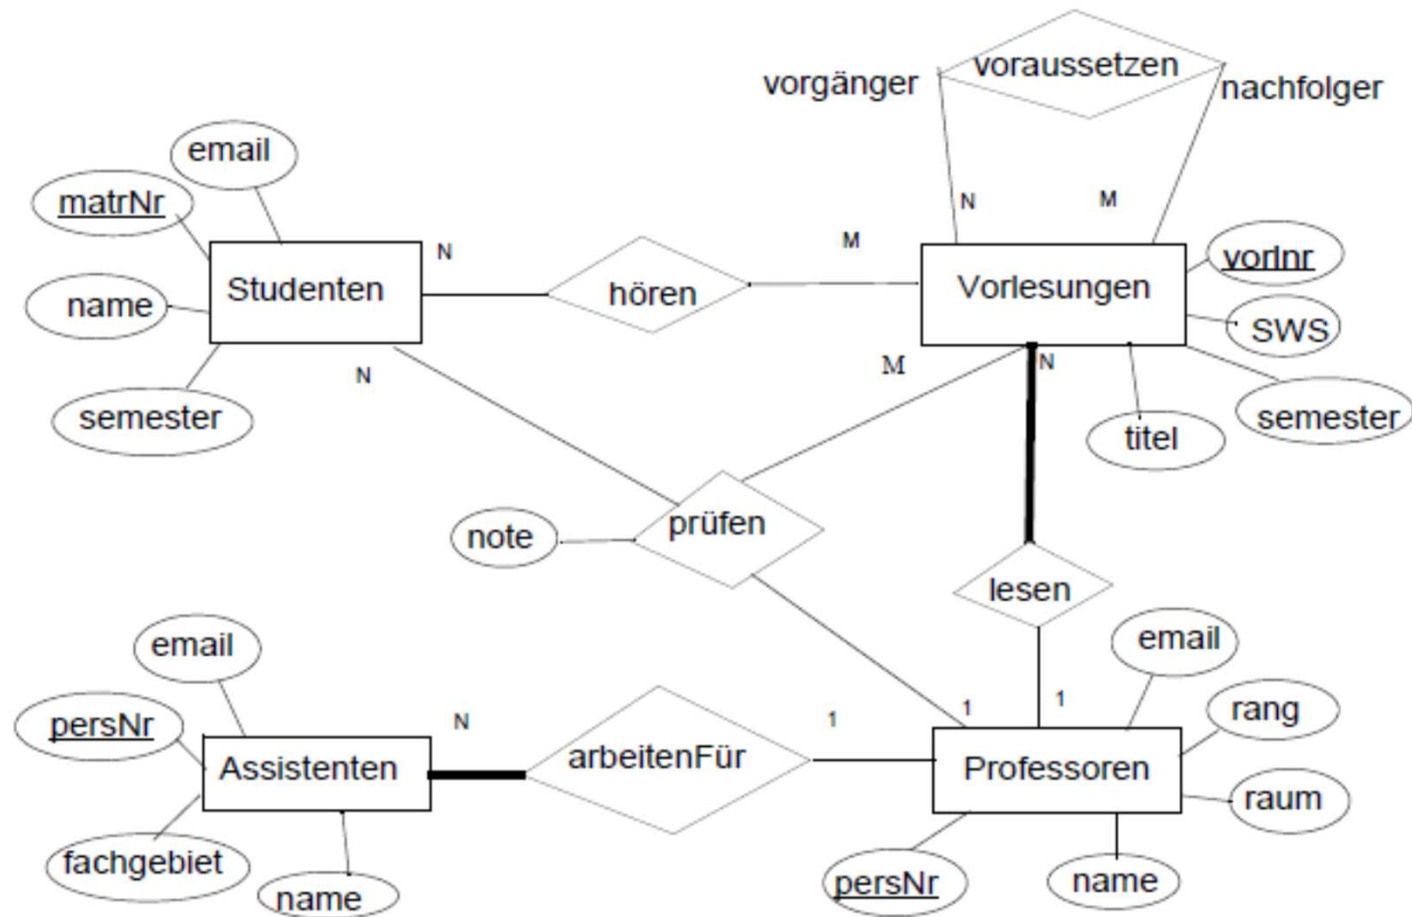 voraussetzen
vorgänger
nachfolger
email
matrNr
N
M
N
M
Studenten
hören
Vorlesungen
vorlnr
name
SWS
semester
N
M
N
titel
semester
note
prüfen
lesen
email
email
persNr
N
1
1
1
rang
Assistenten
arbeitenFür
Professoren
raum
fachgebiet
name
persNr
name